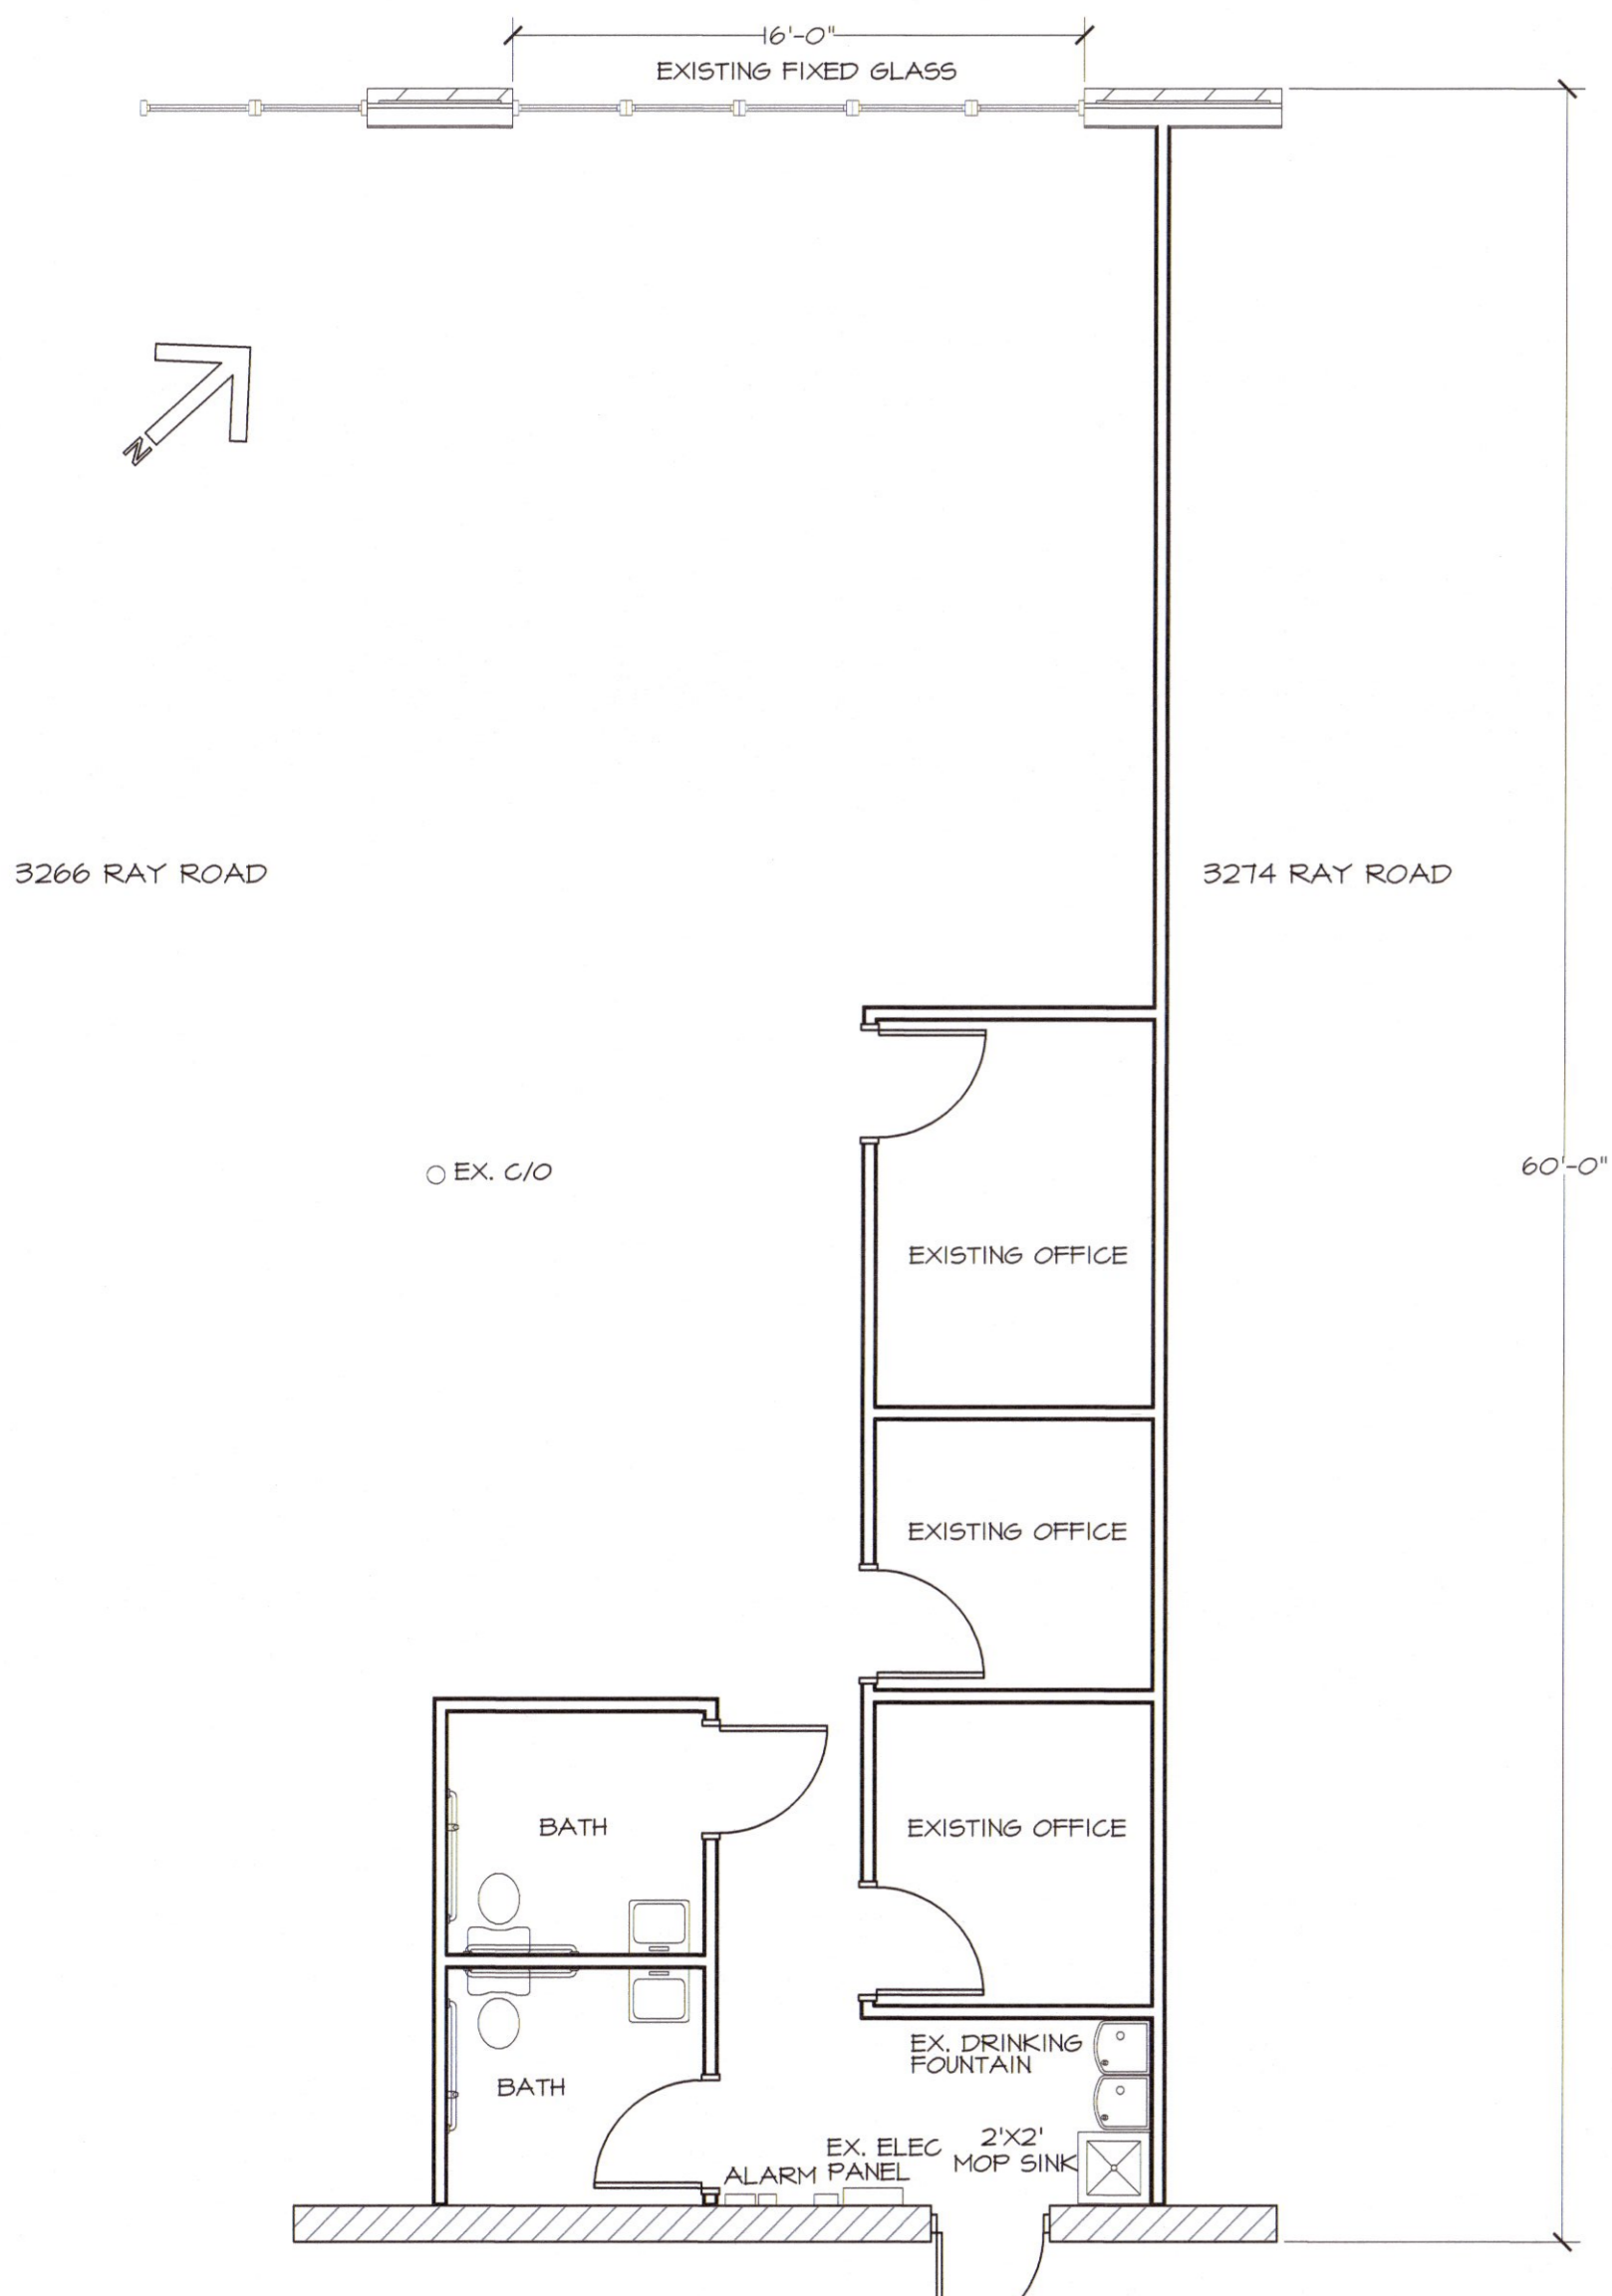 16'-0"
EXISTING FIXED GLASS
N
3266 RAY ROAD
3274 RAY ROAD
60'-0"
EX. C/O
EXISTING OFFICE
EXISTING OFFICE
BATH
EXISTING OFFICE
EX. DRINKING
FOUNTAIN
BATH
2'X2'
MOP SINK
EX. ELEC
PANEL
ALARM